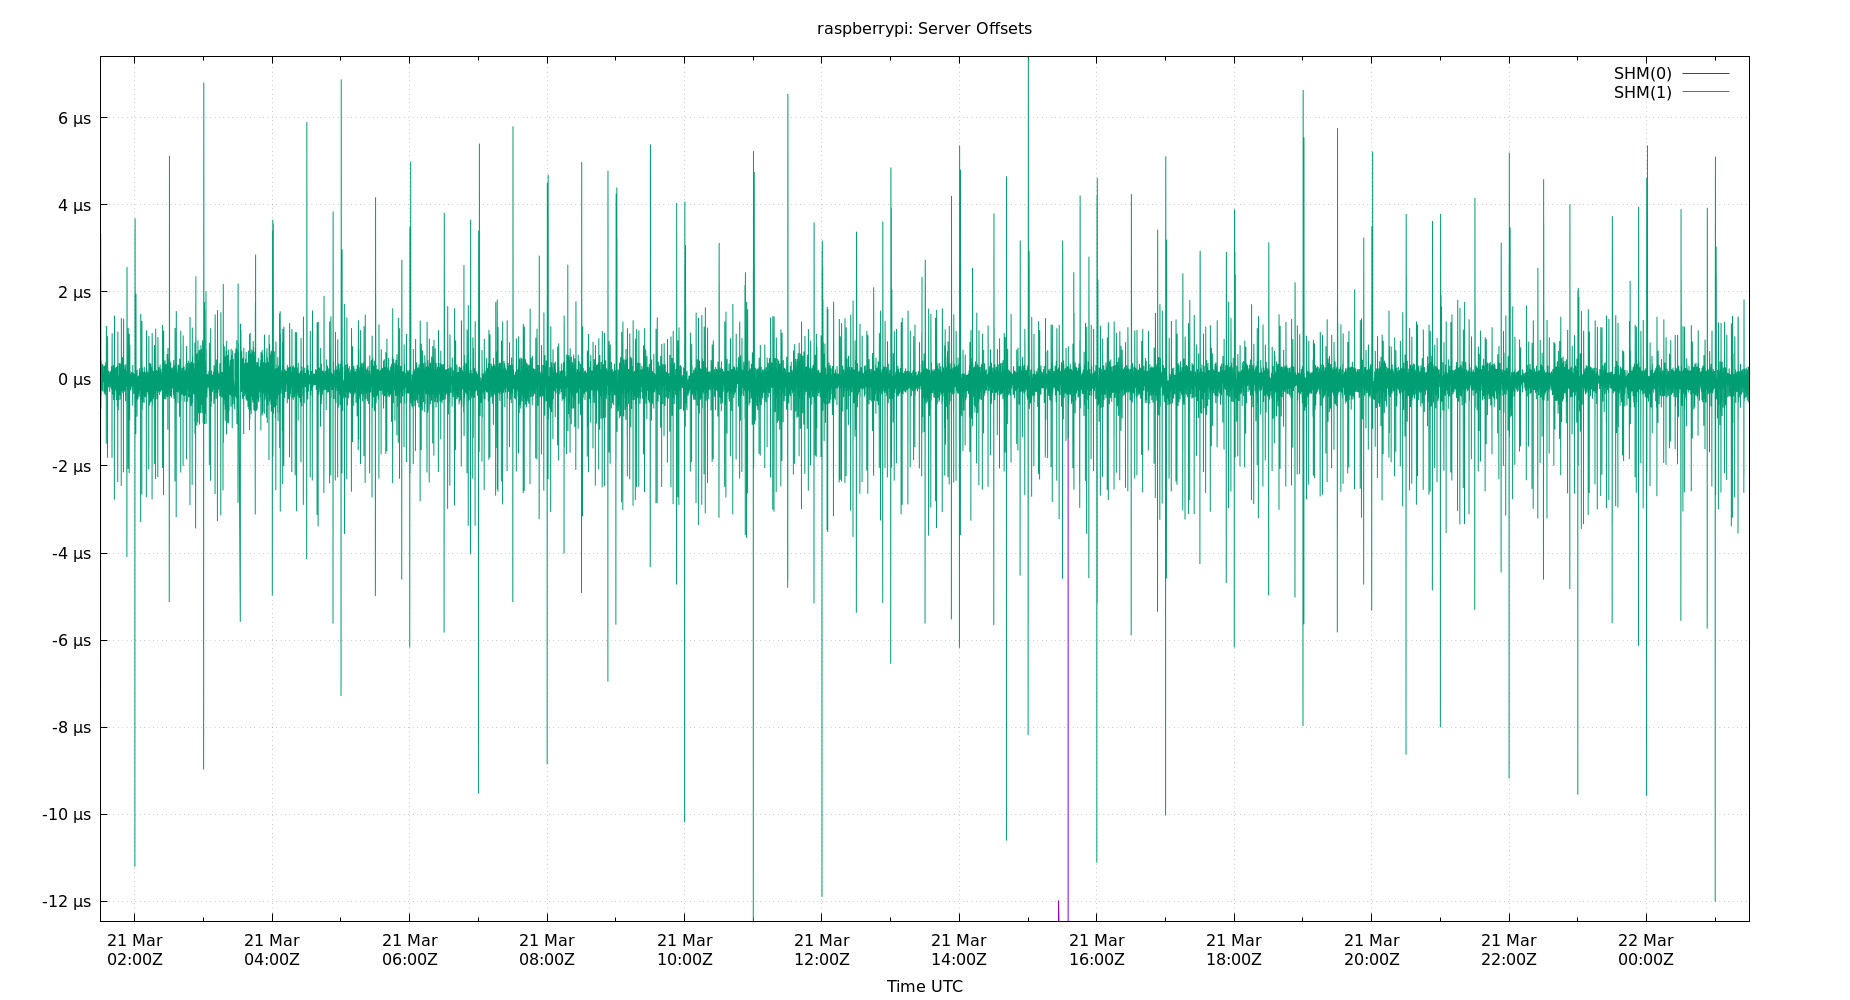 raspberrypi: Server Offsets
SHM(0)
SHM(1)
6 µs
4 µs
2 µs
0 µs
-2 µs
-4 µs
-6 µs
-8 µs
-10 µs
-12 µs
21 Mar 21 Mar 21 Mar 21 Mar 21 Mar 21 Mar 21 Mar 21 Mar 21 Mar 21 Mar 21 Mar 22 Mar
02:00Z 04:00Z 06:00Z 08:00Z 10:00Z 12:00Z 14:00Z 16:00Z 18:00Z 20:00Z 22:00Z 00:00Z
Time UTC